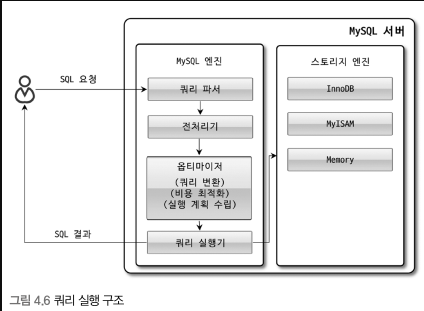 MySQL 서버
MySQL 엔진
스토리지 엔진
SQL 요청
쿼리 파서
전처리기
옵티마이저
(쿼리 변환)
(비용 최적화)
(실행 계획 수립)
쿼리 실행기
SQL 결과
InnoDB
MyISAM
Memory
그림 4.6 쿼리 실행 구조